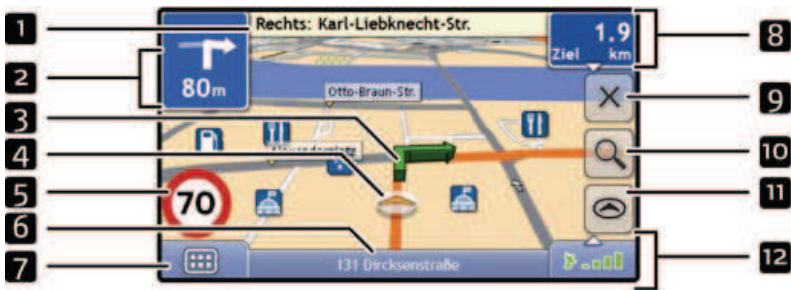 1
Rechts: Karl-Liebknecht-Str.
1.9
Ziel km
8
2
80m
Otto-Braun-Str.
9
3
4
Alexanderplatz
10
5
70
11
6
7
131 Dircksenstraße
12